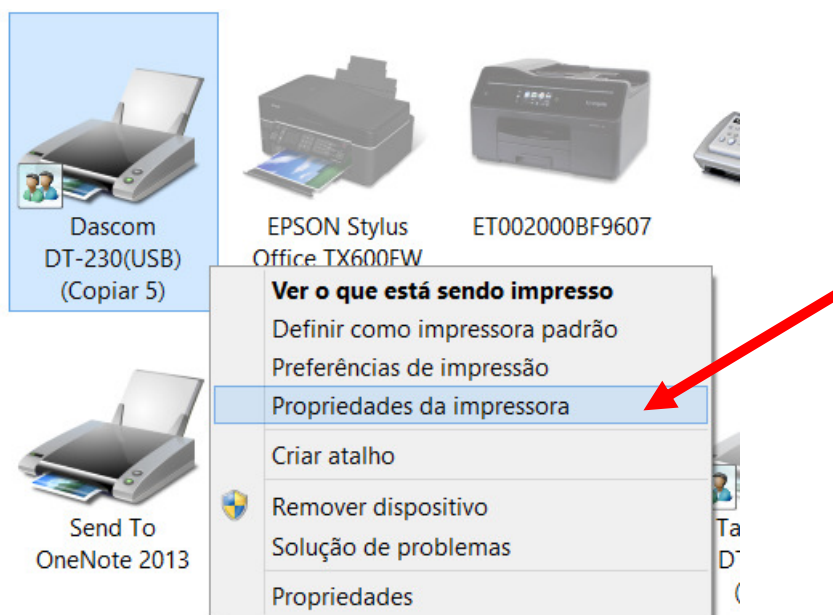 Dascom
DT-230(USB)
(Copiar 5)
EPSON Stylus
Office TX600FW
ET002000BF9607
Ver o que está sendo impresso
Definir como impressora padrão
Preferências de impressão
Propriedades da impressora
Criar atalho
Remover dispositivo
Solução de problemas
Propriedades
Send To
OneNote 2013
Ta
DT
(